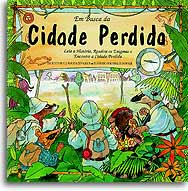 Em Busca da
Cidade Perdida
Leia a História, Resolva os Enigmas e
Encontre a Cidade Perdida